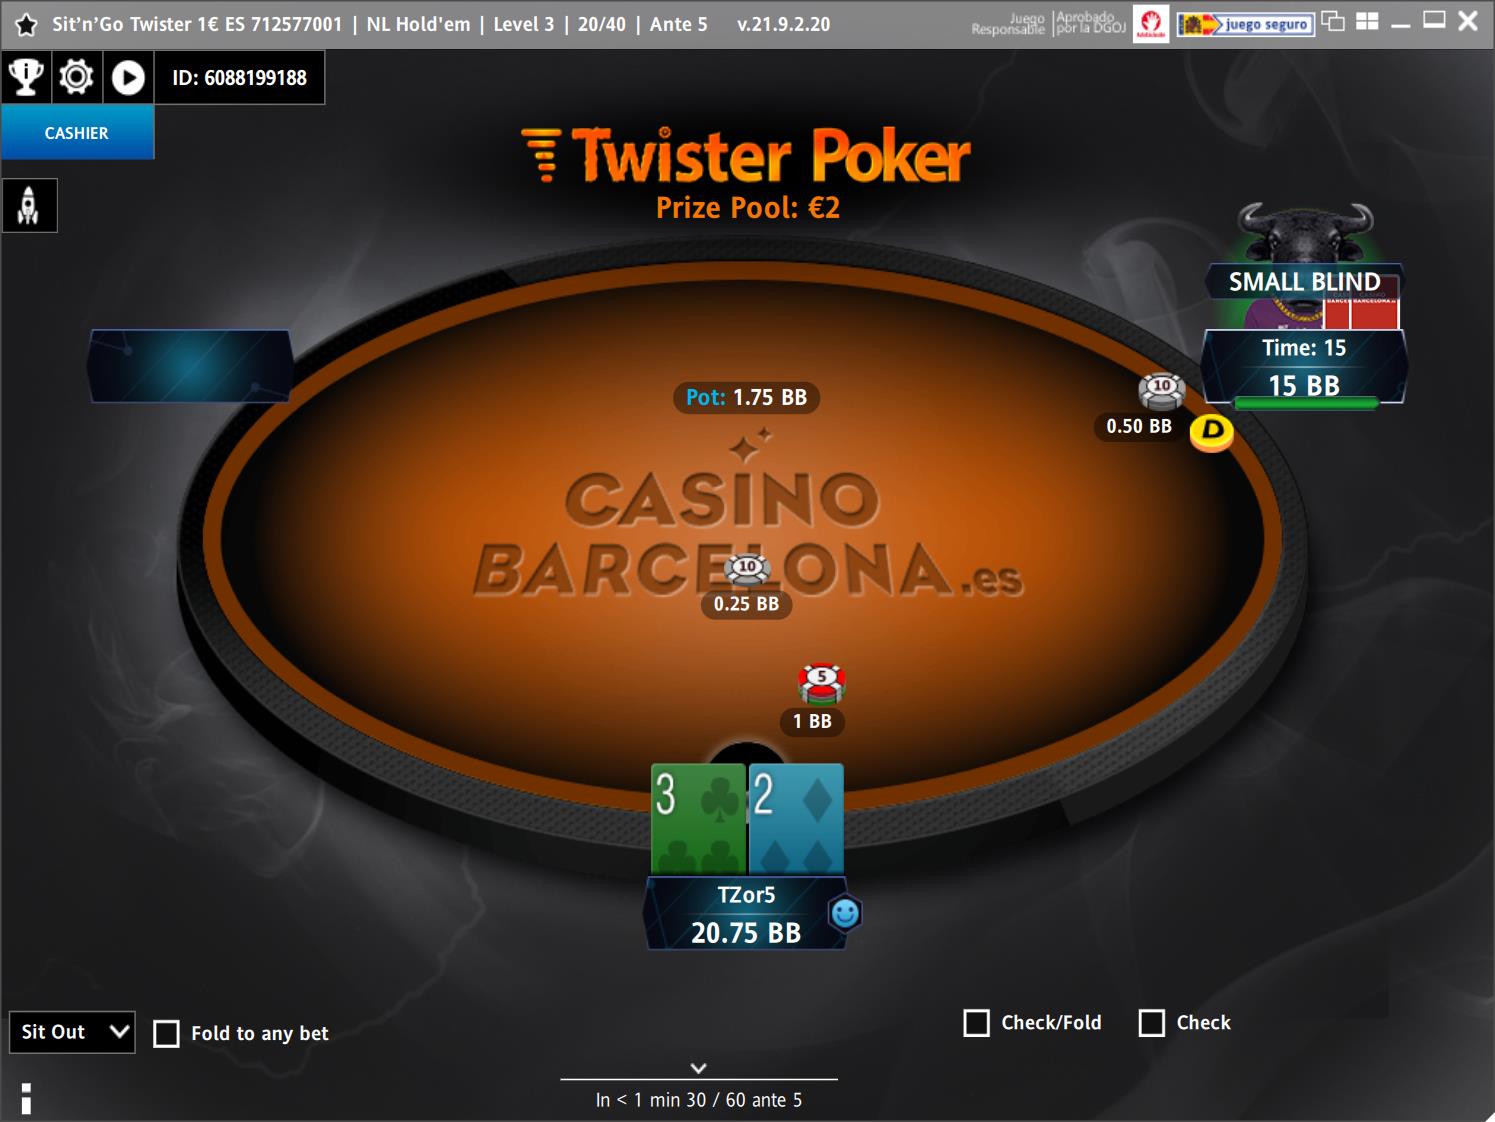 Sit'n'Go Twister 1€ ES 712577001 | NL Hold'em | Level 3 | 20/40 | Ante 5 v.21.9.2.20
Juego Responsable
Aprobado por la DGOJ
juego seguro
ID: 6088199188
CASHIER
Twister Poker
Prize Pool: €2
SMALL BLIND
Time: 15
15 BB
Pot: 1.75 BB
10
0.50 BB
D
CASINO
BARCELONA.es
10
0.25 BB
5
1 BB
3
2
TZor5
20.75 BB
Sit Out
Fold to any bet
Check/Fold
Check
In < 1 min 30 / 60 ante 5